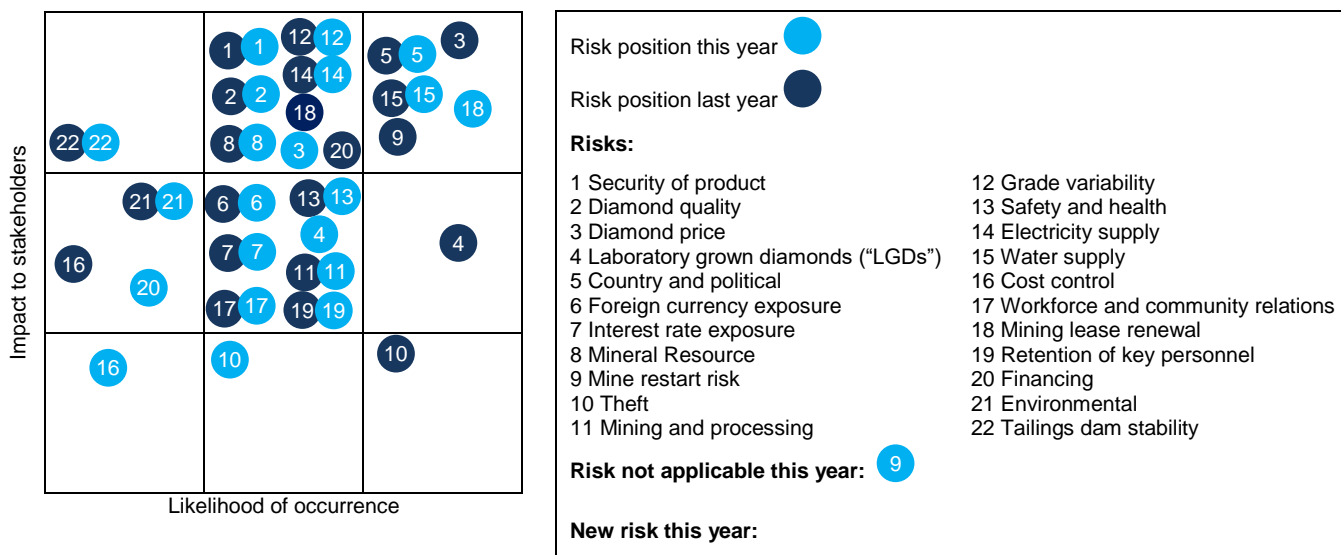 Impact to stakeholders
1 1 12 12 5 5 3
2 2 14 14 15 15 18
22 22 8 8 18 3 20 9
21 21 6 6 13 13
16 7 7 4 4
20 11 11
17 17 19 19
16 10 10
Likelihood of occurrence
Risk position this year
Risk position last year
Risks:
1 Security of product
2 Diamond quality
3 Diamond price
4 Laboratory grown diamonds (“LGDs”)
5 Country and political
6 Foreign currency exposure
7 Interest rate exposure
8 Mineral Resource
9 Mine restart risk
10 Theft
11 Mining and processing
12 Grade variability
13 Safety and health
14 Electricity supply
15 Water supply
16 Cost control
17 Workforce and community relations
18 Mining lease renewal
19 Retention of key personnel
20 Financing
21 Environmental
22 Tailings dam stability
Risk not applicable this year: 9
New risk this year: